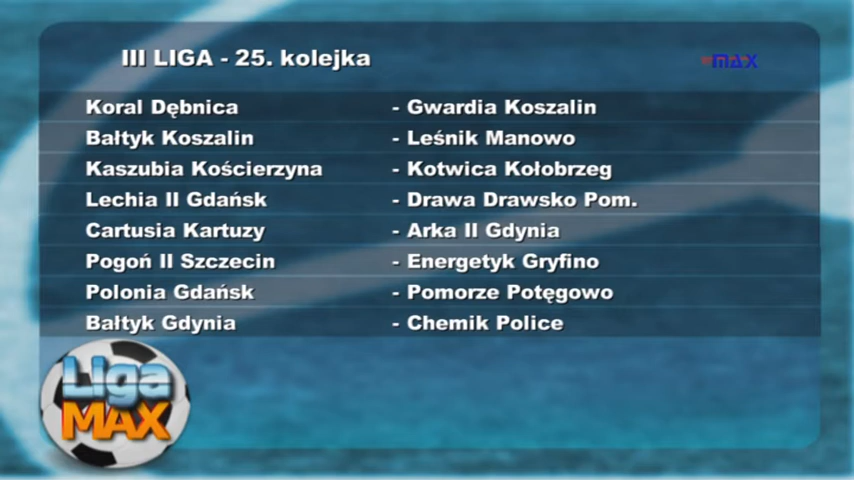 III LIGA - 25. kolejka
MAX
Koral Dębnica - Gwardia Koszalin
Bałtyk Koszalin - Leśnik Manowo
Kaszubia Kościerzyna - Kotwica Kołobrzeg
Lechia II Gdańsk - Drawa Drawsko Pom.
Cartusia Kartuzy - Arka II Gdynia
Pogoń II Szczecin - Energetyk Gryfino
Polonia Gdańsk - Pomorze Potęgowo
Bałtyk Gdynia - Chemik Police
Liga
MAX